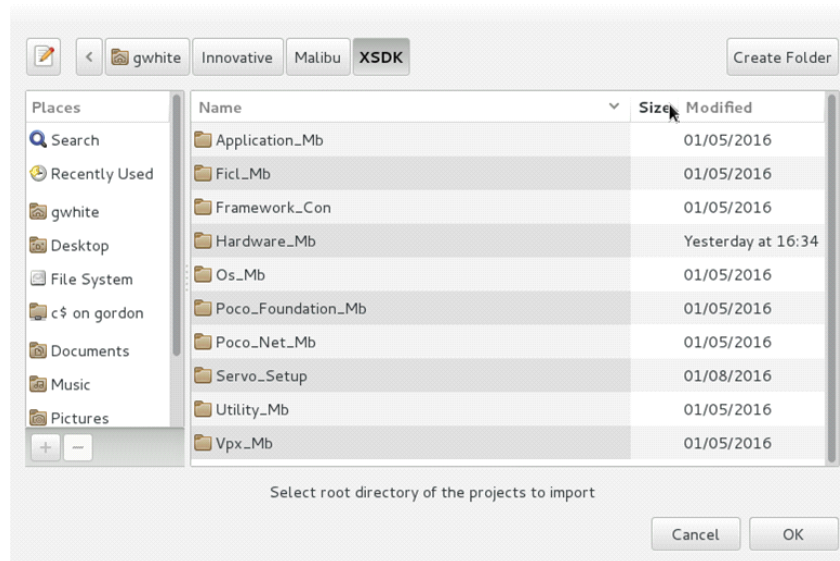 gwhite Innovative Malibu XSDK Create Folder
Places
Search
Recently Used
gwhite
Desktop
File System
c$ on gordon
Documents
Music
Pictures
Name Size Modified
Application_Mb 01/05/2016
Ficl_Mb 01/05/2016
Framework_Con 01/05/2016
Hardware_Mb Yesterday at 16:34
Os_Mb 01/05/2016
Poco_Foundation_Mb 01/05/2016
Poco_Net_Mb 01/05/2016
Servo_Setup 01/08/2016
Utility_Mb 01/05/2016
Vpx_Mb 01/05/2016
Select root directory of the projects to import
Cancel OK